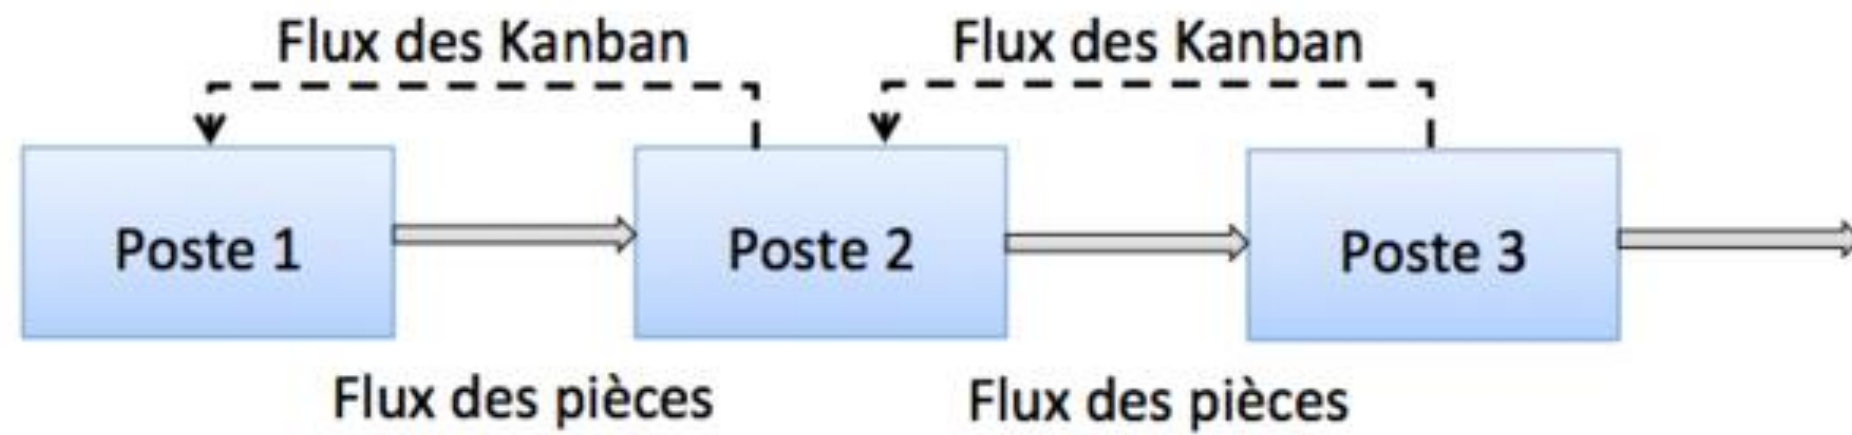 Flux des Kanban
Flux des Kanban
Poste 1
Poste 2
Poste 3
Flux des pièces
Flux des pièces